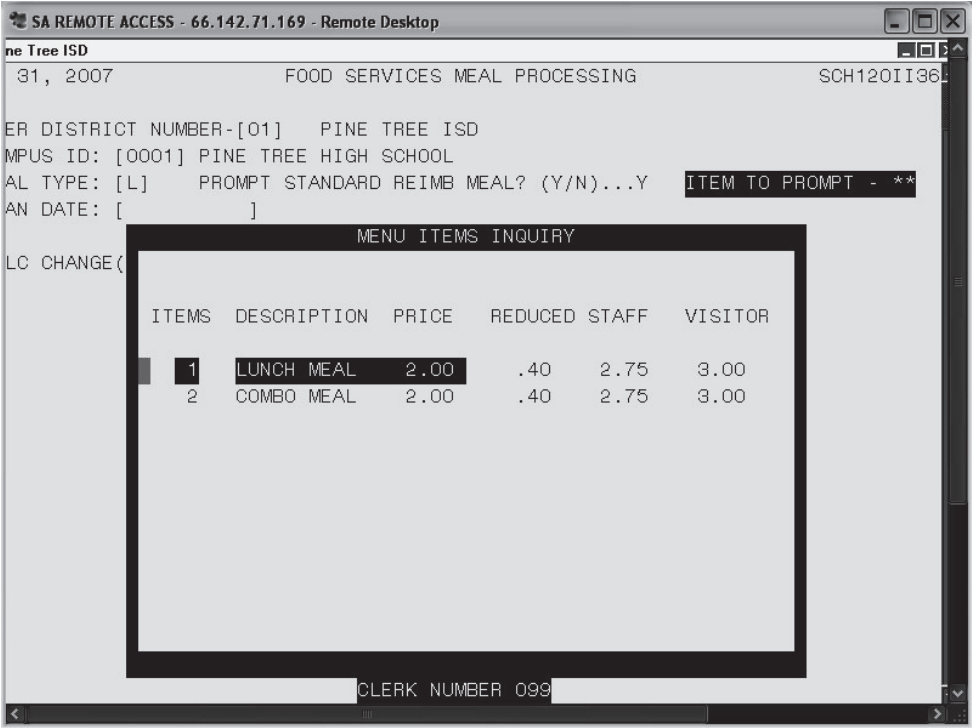 SA REMOTE ACCESS - 66.142.71.169 - Remote Desktop
ne Tree ISD
31, 2007 FOOD SERVICES MEAL PROCESSING SCH120II36
ER DISTRICT NUMBER-[01] PINE TREE ISD
MPUS ID: [0001] PINE TREE HIGH SCHOOL
AL TYPE: [L] PROMPT STANDARD REIMB MEAL? (Y/N)...Y ITEM TO PROMPT - **
AN DATE: [ ]
MENU ITEMS INQUIRY
LC CHANGE(
ITEMS DESCRIPTION PRICE REDUCED STAFF VISITOR
1 LUNCH MEAL 2.00 .40 2.75 3.00
2 COMBO MEAL 2.00 .40 2.75 3.00
CLERK NUMBER 099